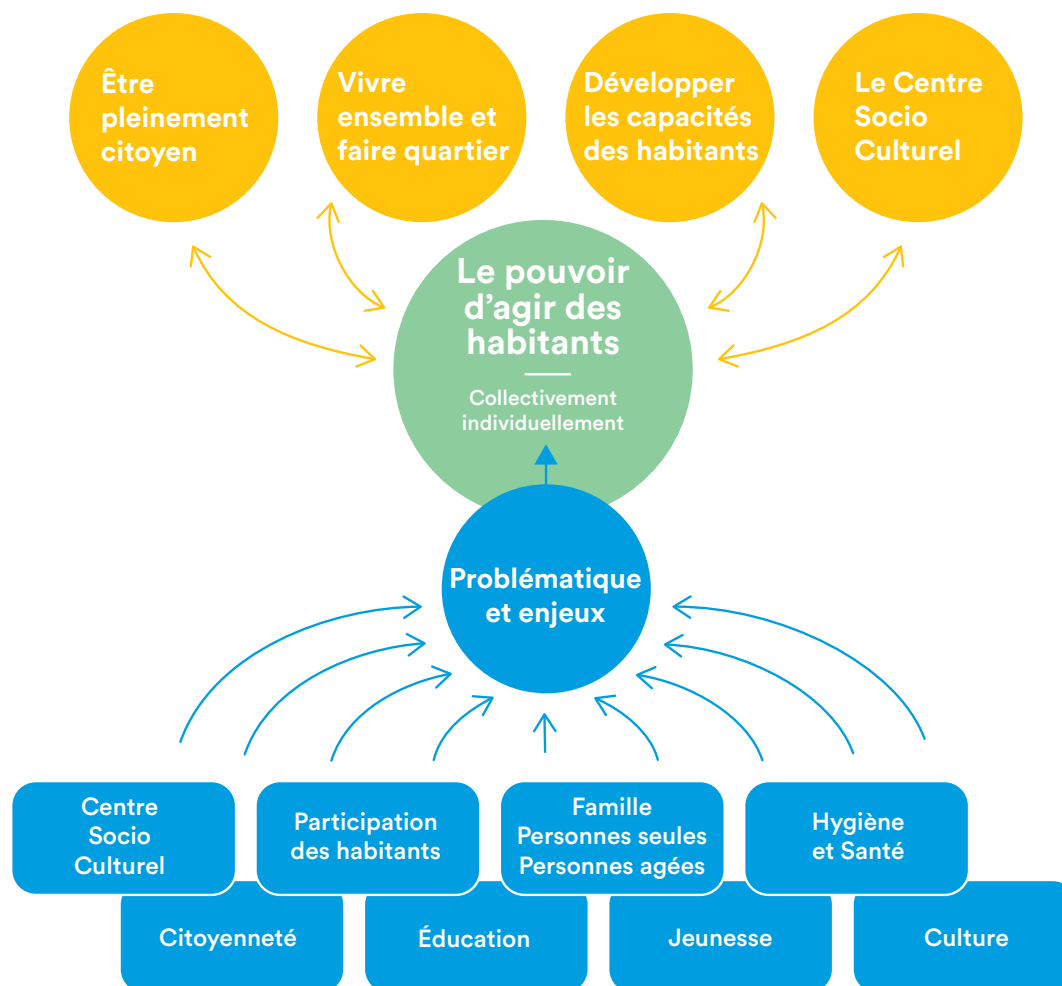 Être
pleinement
citoyen
Vivre
ensemble et
faire quartier
Développer
les capacités
des habitants
Le Centre
Socio
Culturel
Le pouvoir
d’agir des
habitants
Collectivement
individuellement
Problématique
et enjeux
Centre
Socio
Culturel
Participation
des habitants
Famille
Personnes seules
Personnes agées
Hygiène
et Santé
Citoyenneté
Éducation
Jeunesse
Culture